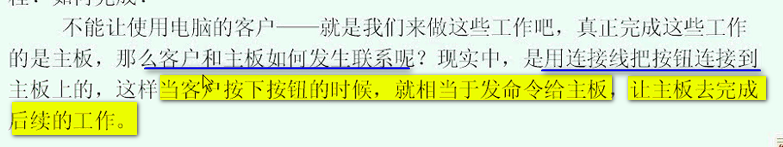 程？如何完成？
不能让使用电脑的客户——就是我们来做这些工作吧，真正完成这些工作
的是主板，那么客户和主板如何发生联系呢？现实中，是用连接线把按钮连接到
主板上的，这样当客户按下按钮的时候，就相当于发命令给主板，让主板去完成
后续的工作。